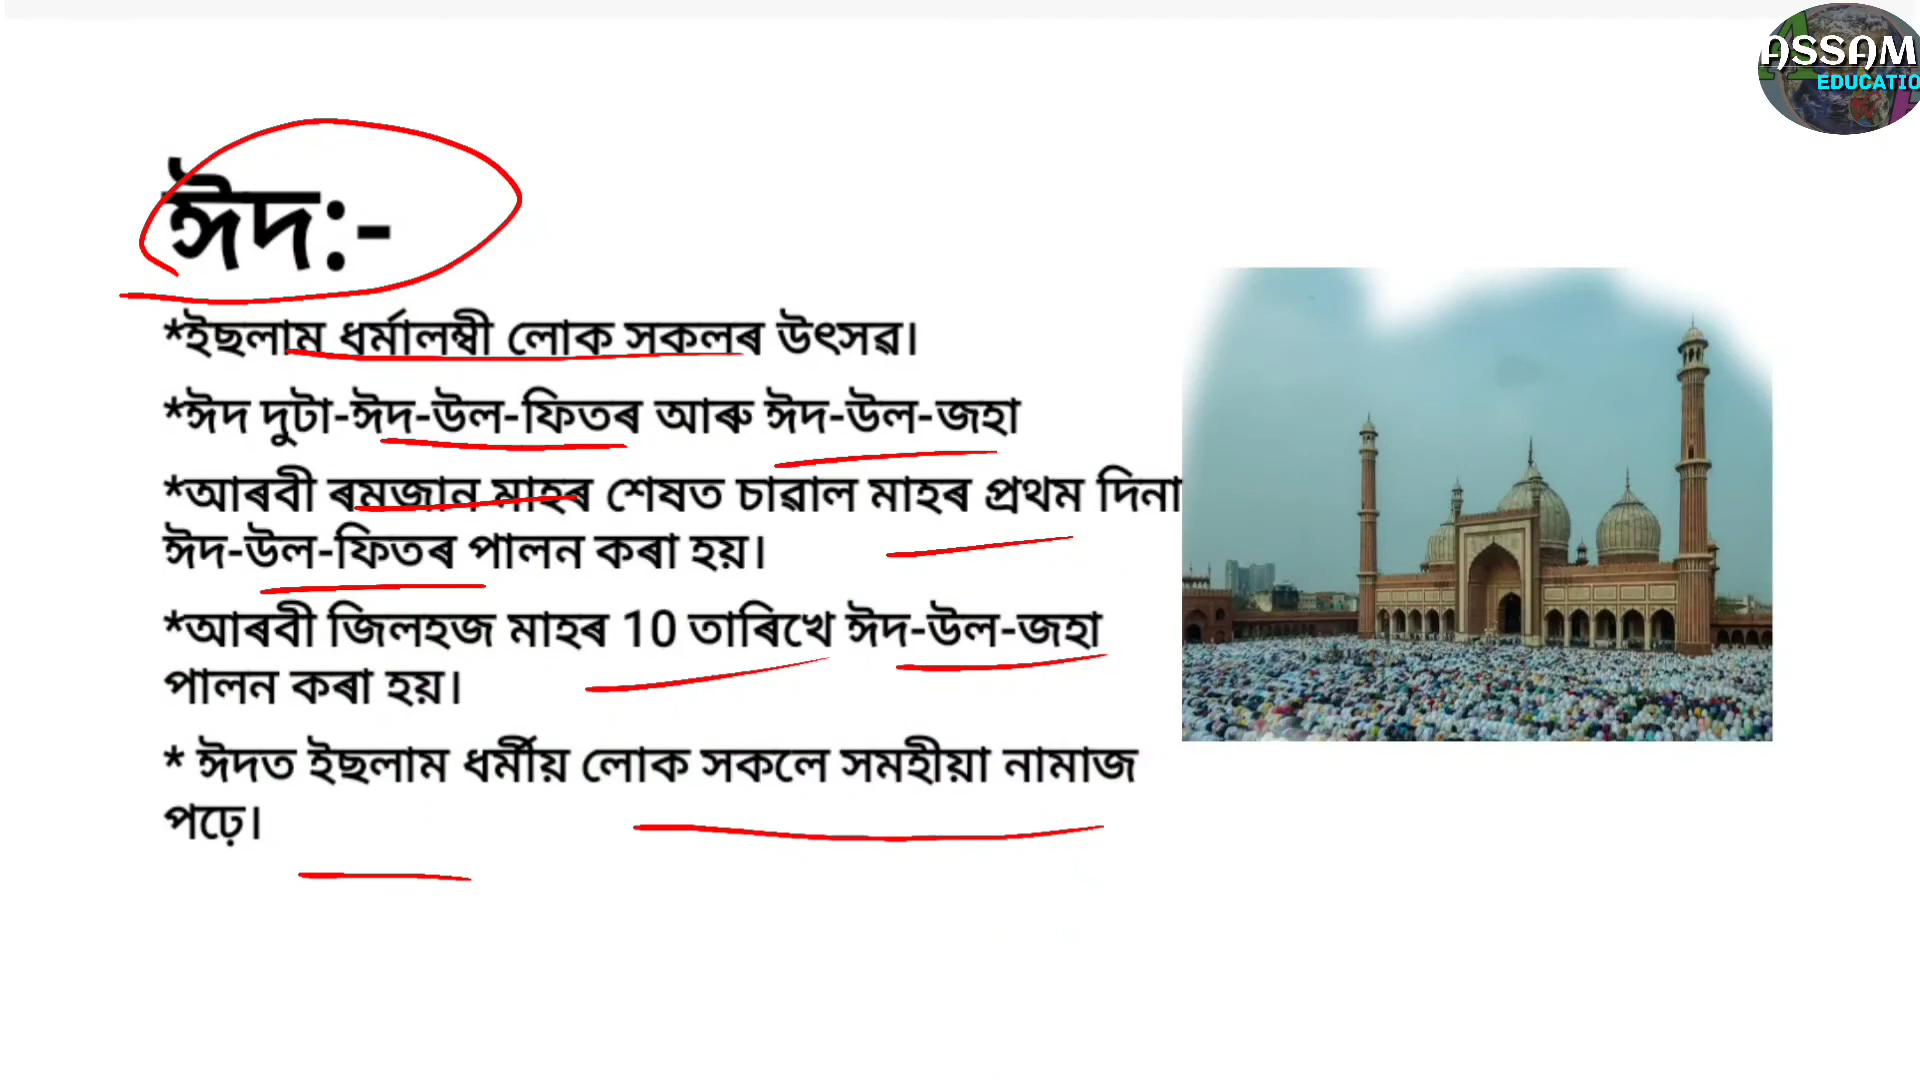 ASSAM
EDUCATIO
ঈদ:-
*ইছলাম ধৰ্মালম্বী লোক সকলৰ উৎসৱ।
*ঈদ দুটা-ঈদ-উল-ফিতৰ আৰু ঈদ-উল-জহা
*আৰবী ৰমজান মাহৰ শেষত চাৱাল মাহৰ প্ৰথম দিনা
ঈদ-উল-ফিতৰ পালন কৰা হয়।
*আৰবী জিলহজ মাহৰ 10 তাৰিখে ঈদ-উল-জহা
পালন কৰা হয়।
* ঈদত ইছলাম ধৰ্মীয় লোক সকলে সমহীয়া নামাজ
পঢ়ে।